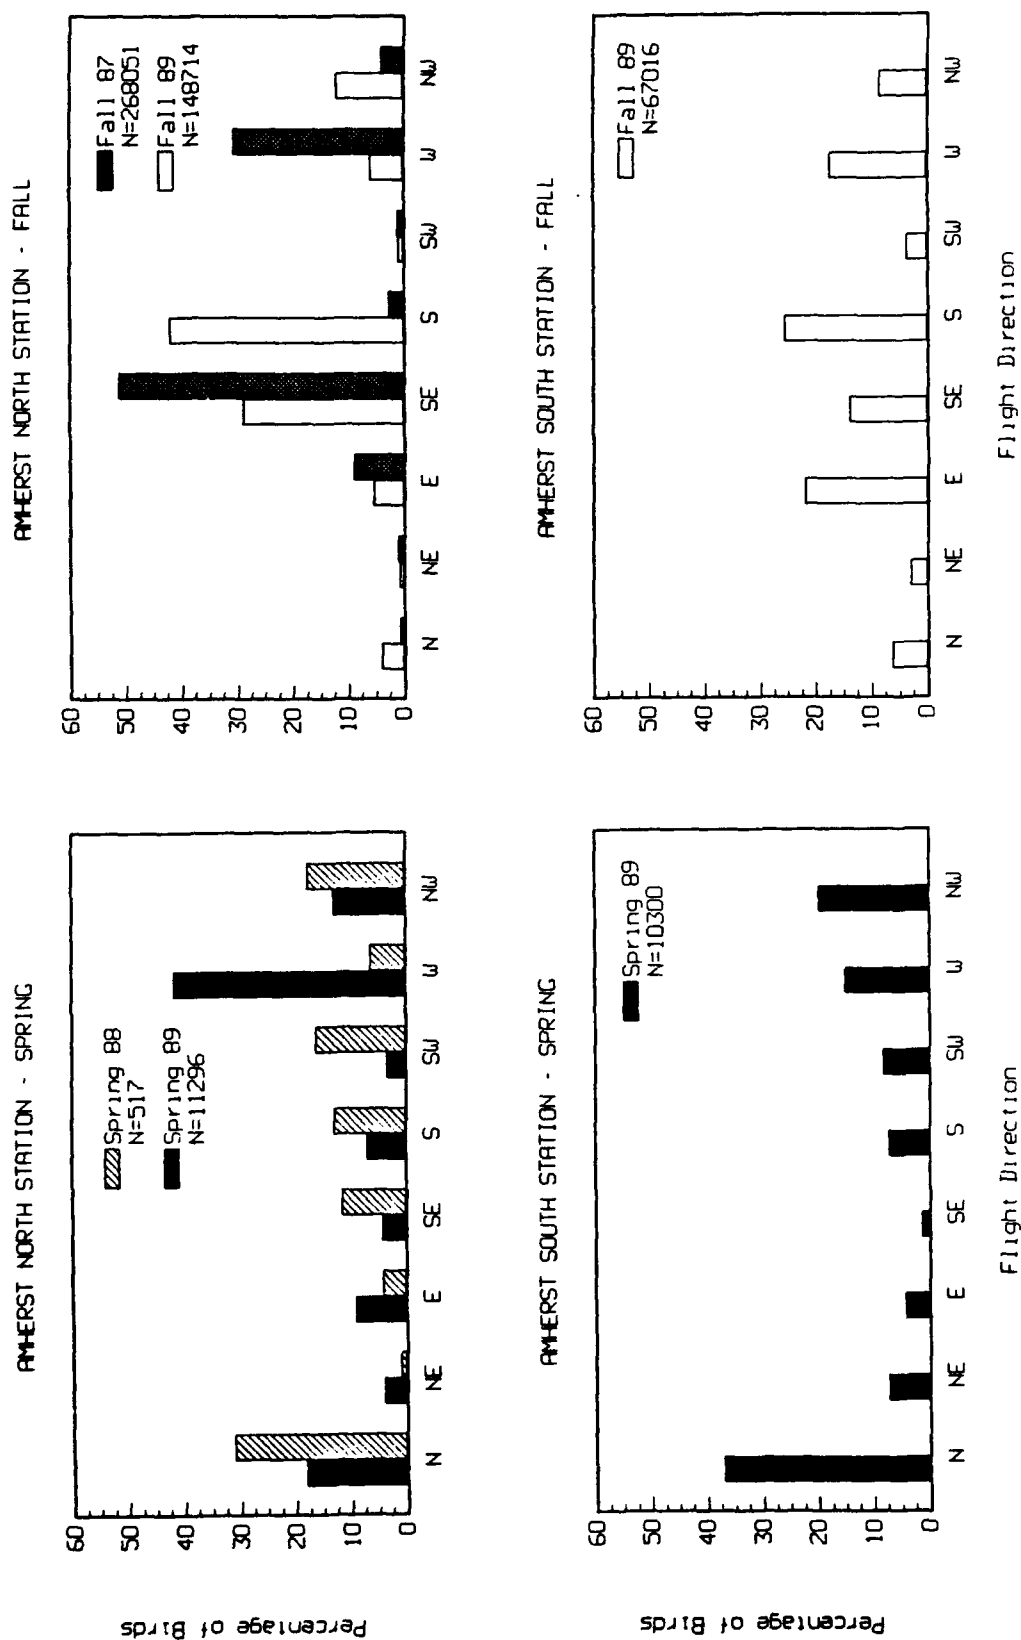 AMHERST NORTH STATION - SPRING
Percentage of Birds
60
50
40
30
20
10
0
Spring 88
N=517
Spring 89
N=11296
N NE E SE S SW W NW
AMHERST NORTH STATION - FALL
60
50
40
30
20
10
0
Fall 87
N=268051
Fall 89
N=148714
N NE E SE S SW W NW
AMHERST SOUTH STATION - SPRING
Percentage of Birds
60
50
40
30
20
10
0
Spring 89
N=10300
N NE E SE S SW W NW
Flight Direction
AMHERST SOUTH STATION - FALL
60
50
40
30
20
10
0
Fall 89
N=67016
N NE E SE S SW W NW
Flight Direction